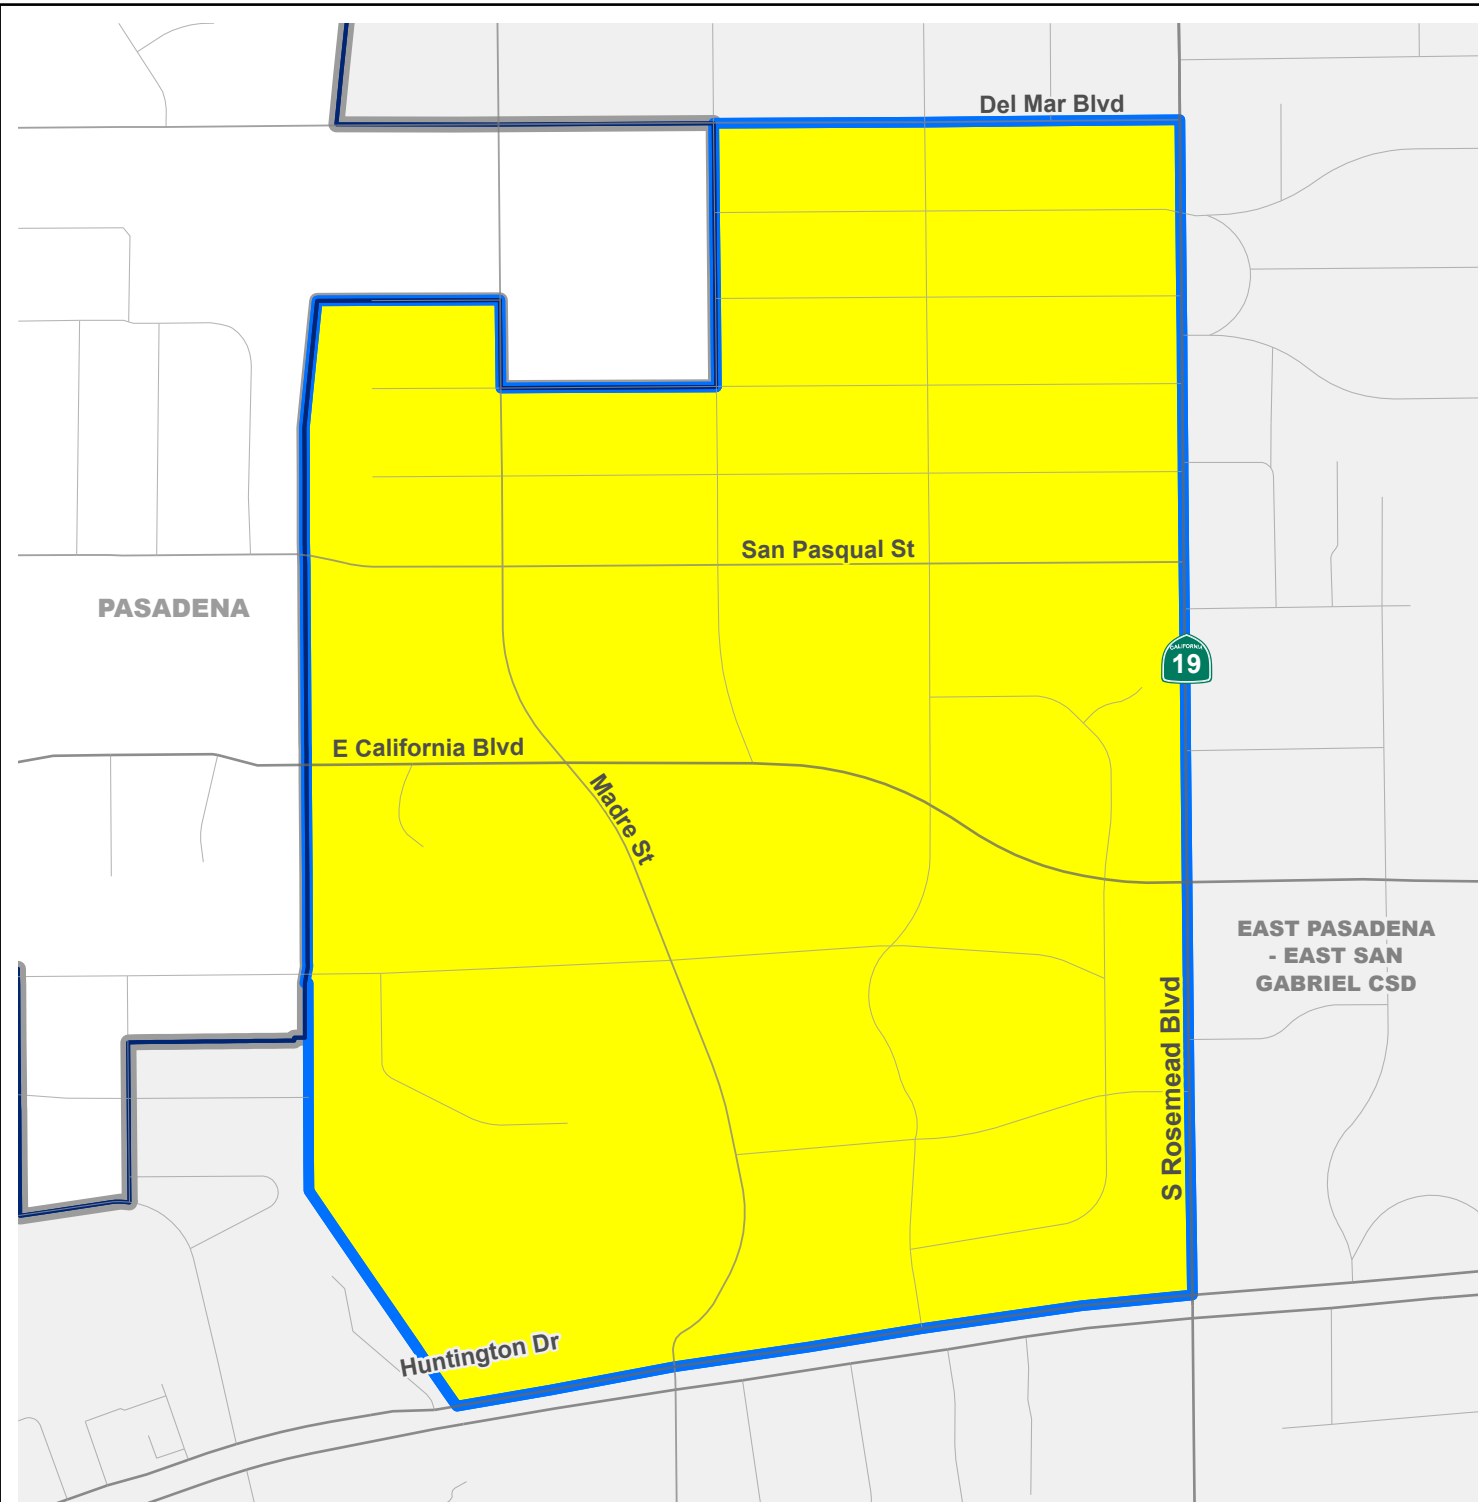 Del Mar Blvd
San Pasqual St
PASADENA
CALIFORNIA
19
E California Blvd
Madre St
EAST PASADENA
- EAST SAN
GABRIEL CSD
S Rosemead Blvd
Huntington Dr